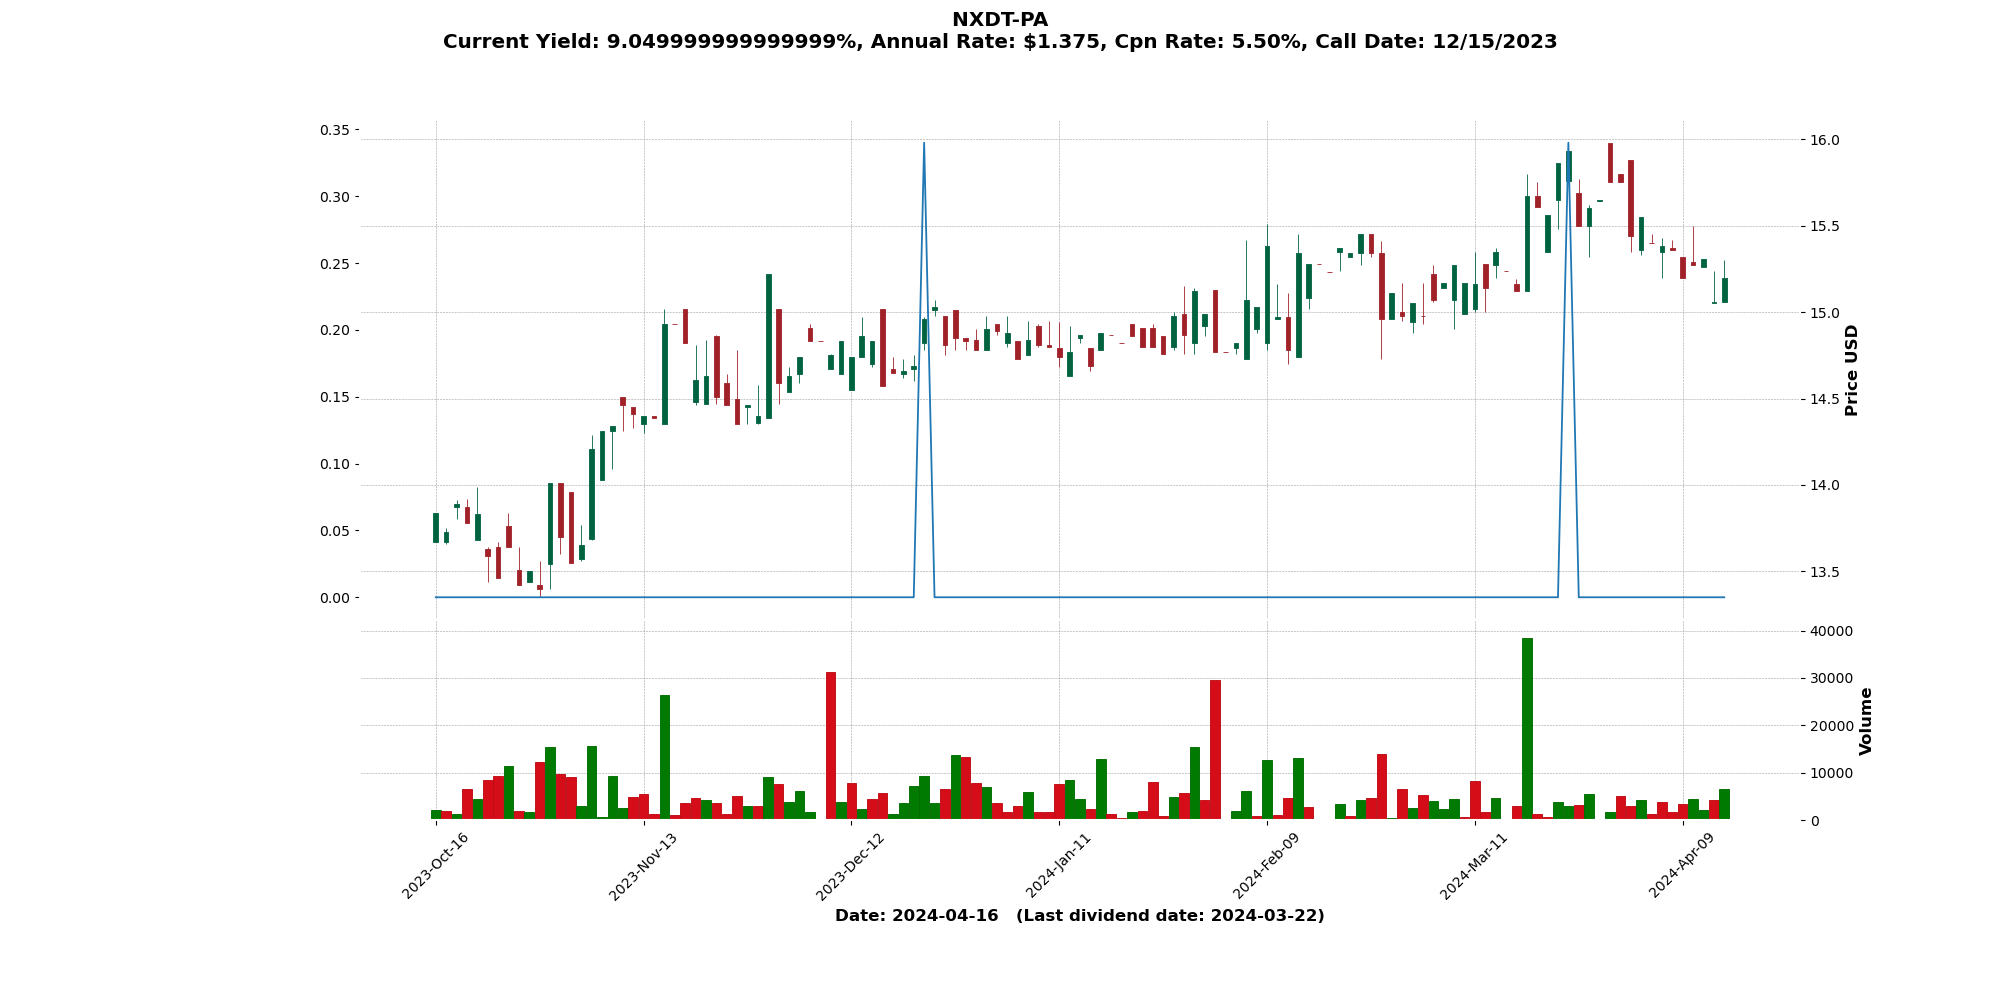 NXDT-PA
Current Yield: 9.049999999999999%, Annual Rate: $1.375, Cpn Rate: 5.50%, Call Date: 12/15/2023
0.35
0.30
0.25
0.20
0.15
0.10
0.05
0.00
16.0
15.5
15.0
14.5
14.0
13.5
Price USD
40000
30000
20000
10000
0
Volume
2023-Oct-16
2023-Nov-13
2023-Dec-12
2024-Jan-11
2024-Feb-09
2024-Mar-11
2024-Apr-09
Date: 2024-04-16   (Last dividend date: 2024-03-22)